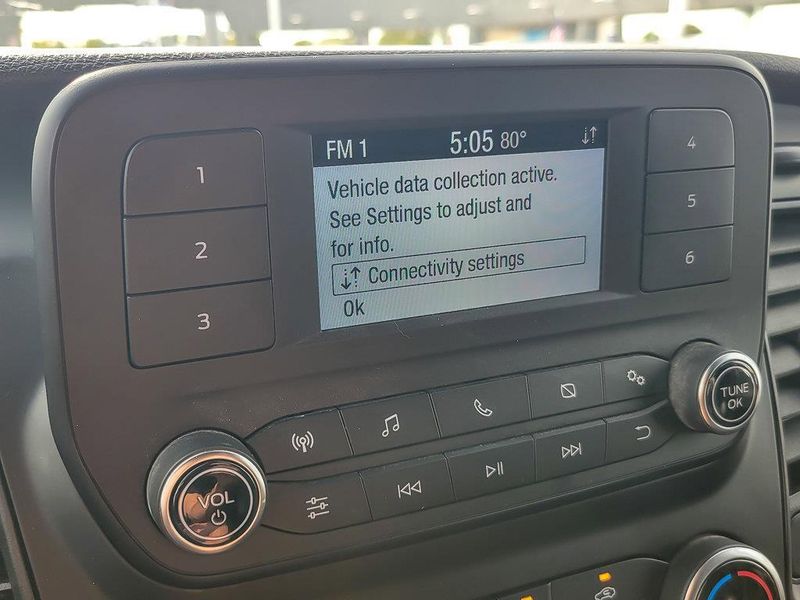 FM 1 5:05 80°
Vehicle data collection active.
See Settings to adjust and
for info.
Connectivity settings
Ok
1
2
3
4
5
6
VOL
TUNE
OK